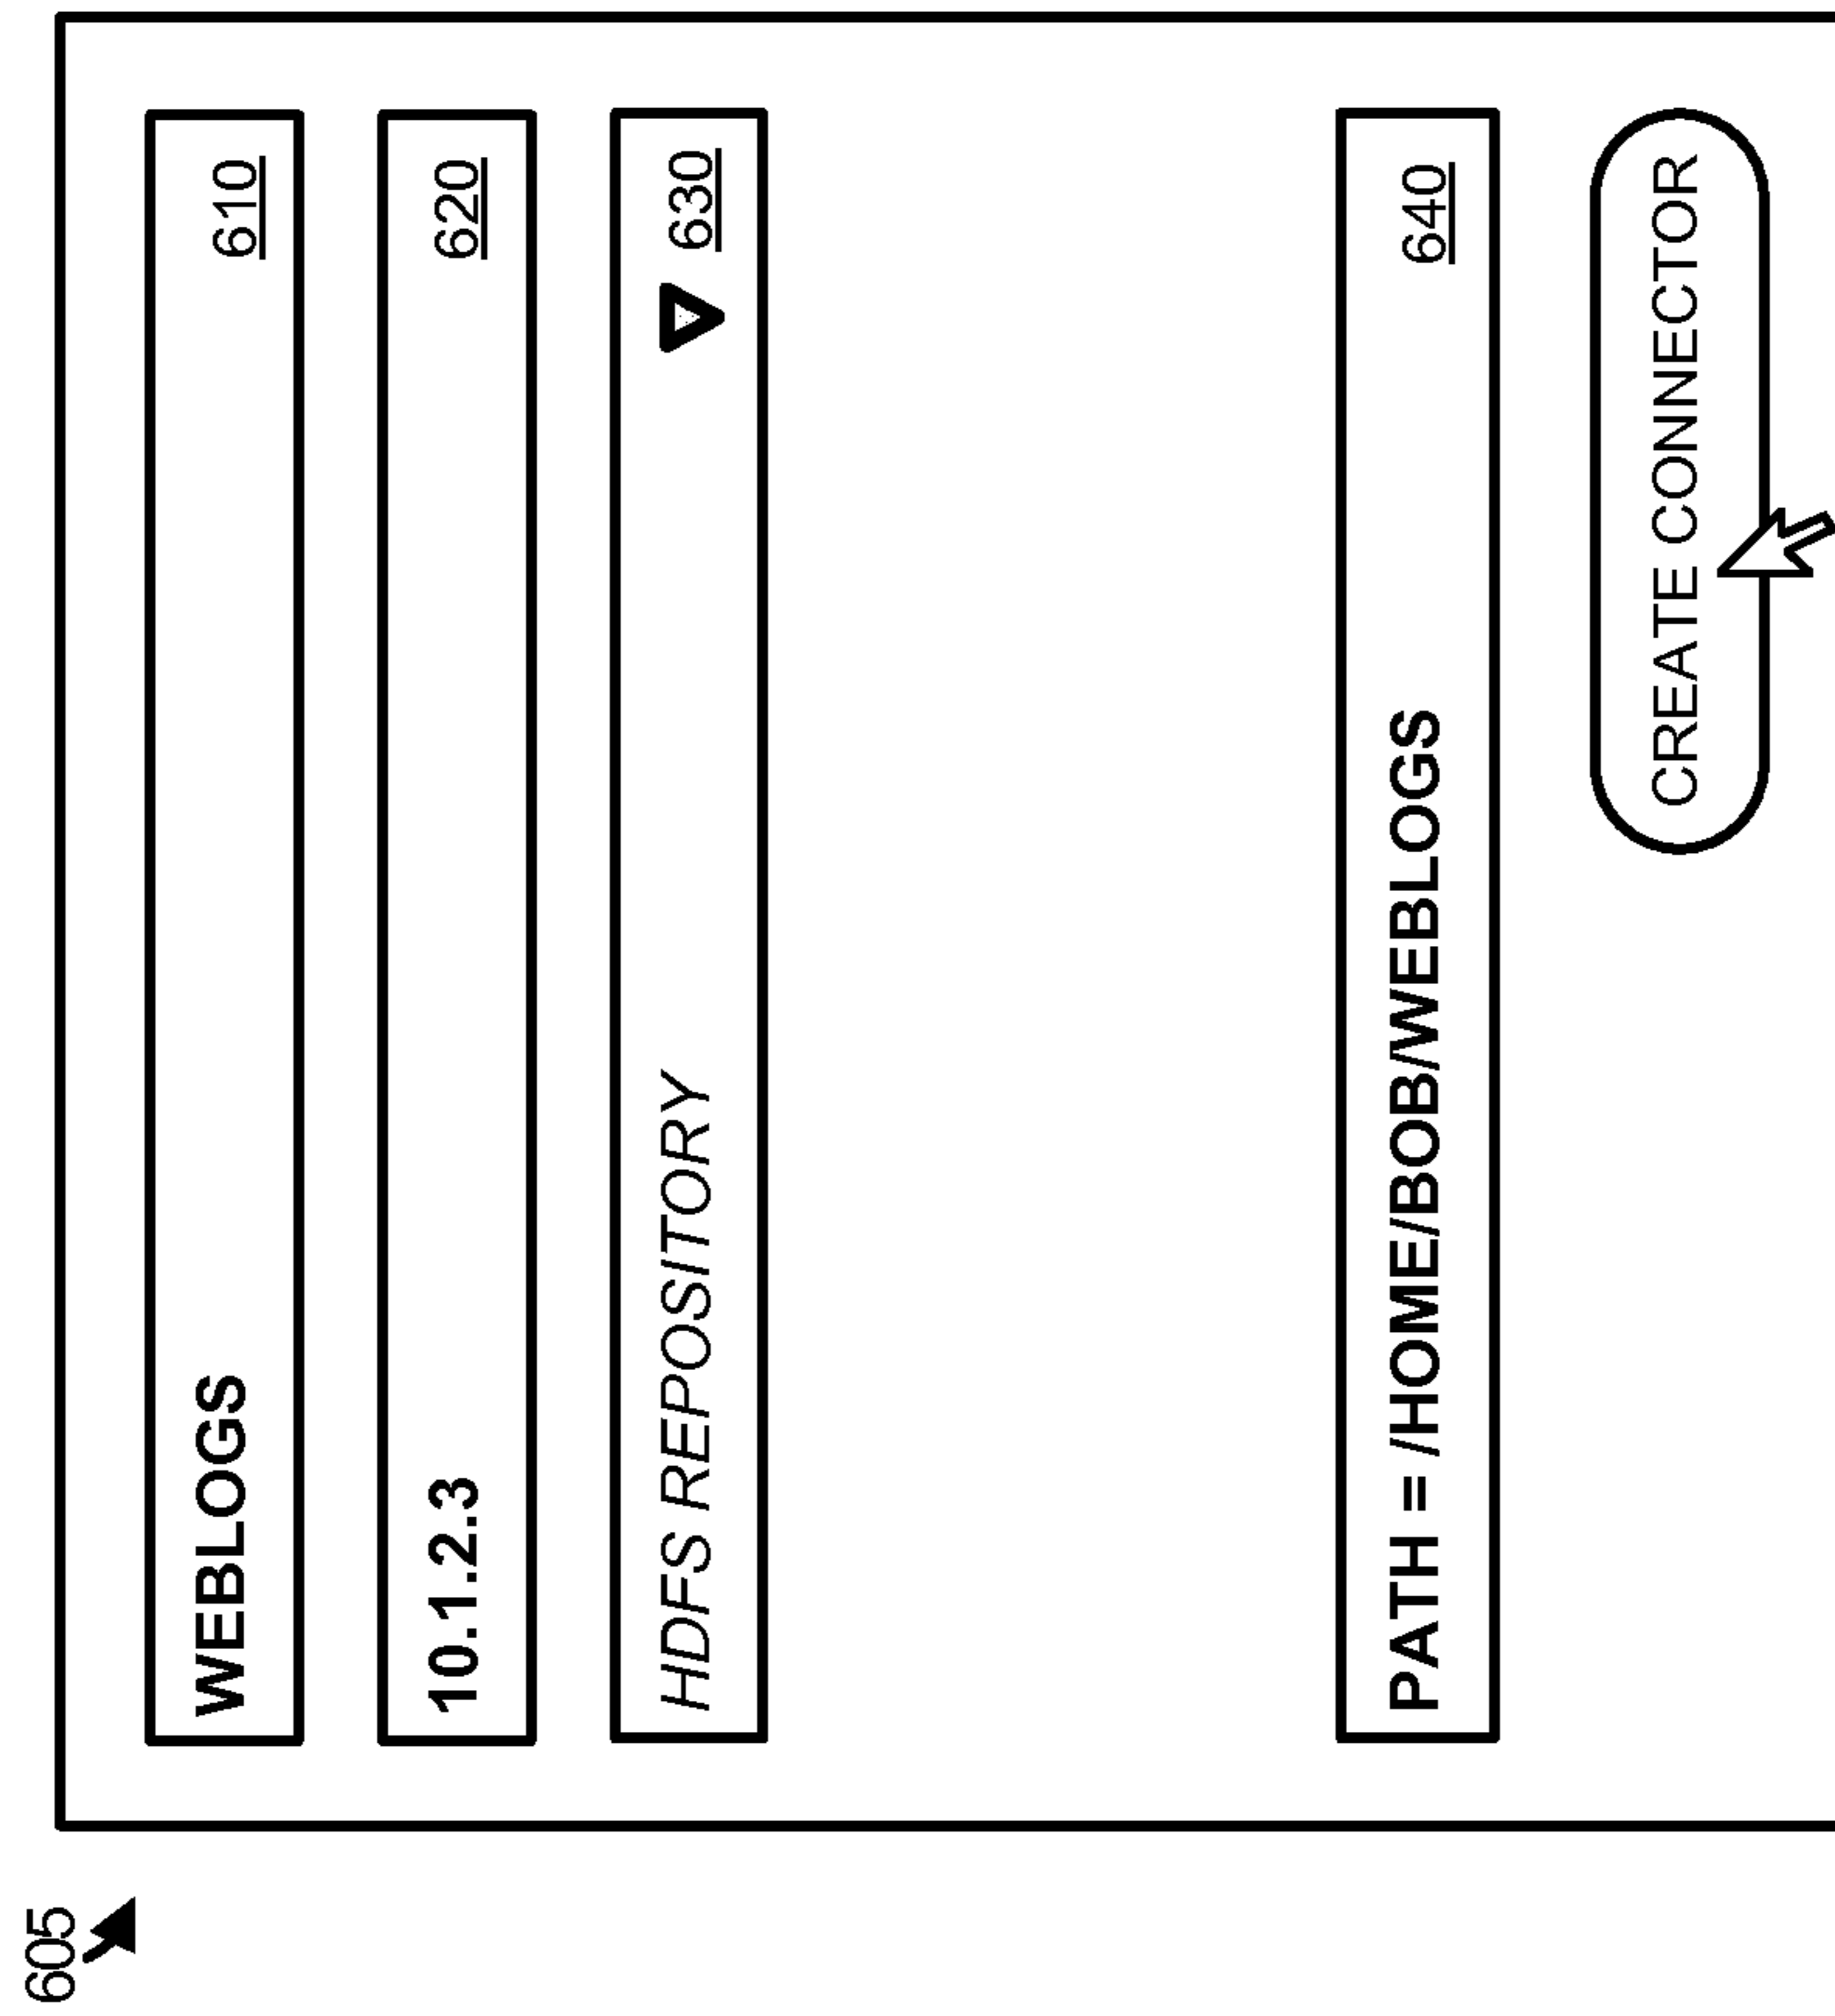 605
WEBLOGS 610
10.1.2.3 620
HDFS REPOSITORY 630
PATH = /HOME/BOB/WEBLOGS 640
CREATE CONNECTOR